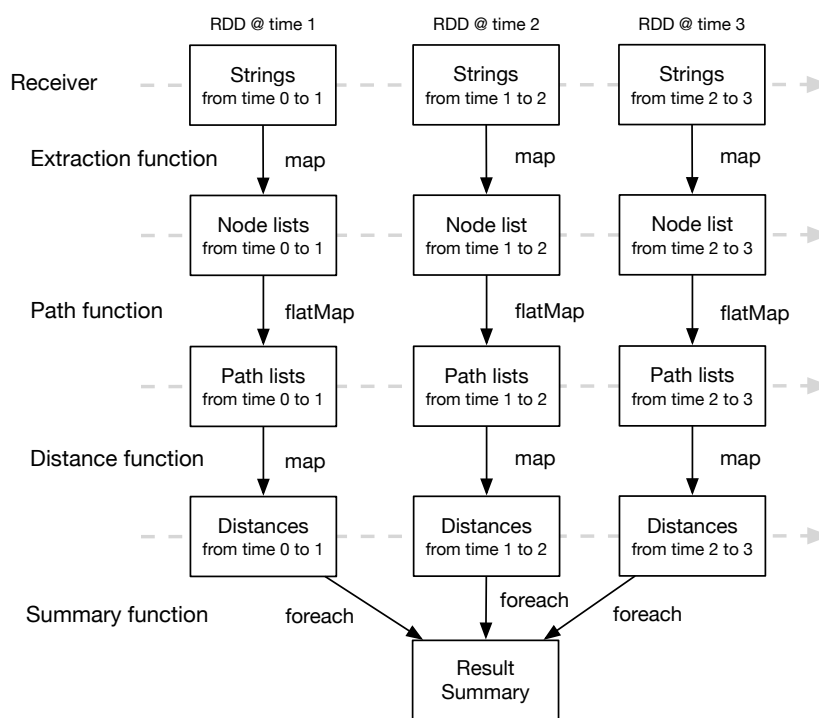 RDD @ time 1
RDD @ time 2
RDD @ time 3
Receiver
Strings
from time 0 to 1
Strings
from time 1 to 2
Strings
from time 2 to 3
Extraction function
map
map
map
Node lists
from time 0 to 1
Node list
from time 1 to 2
Node list
from time 2 to 3
Path function
flatMap
flatMap
flatMap
Path lists
from time 0 to 1
Path lists
from time 1 to 2
Path lists
from time 2 to 3
Distance function
map
map
map
Distances
from time 0 to 1
Distances
from time 1 to 2
Distances
from time 2 to 3
Summary function
foreach
foreach
foreach
Result
Summary